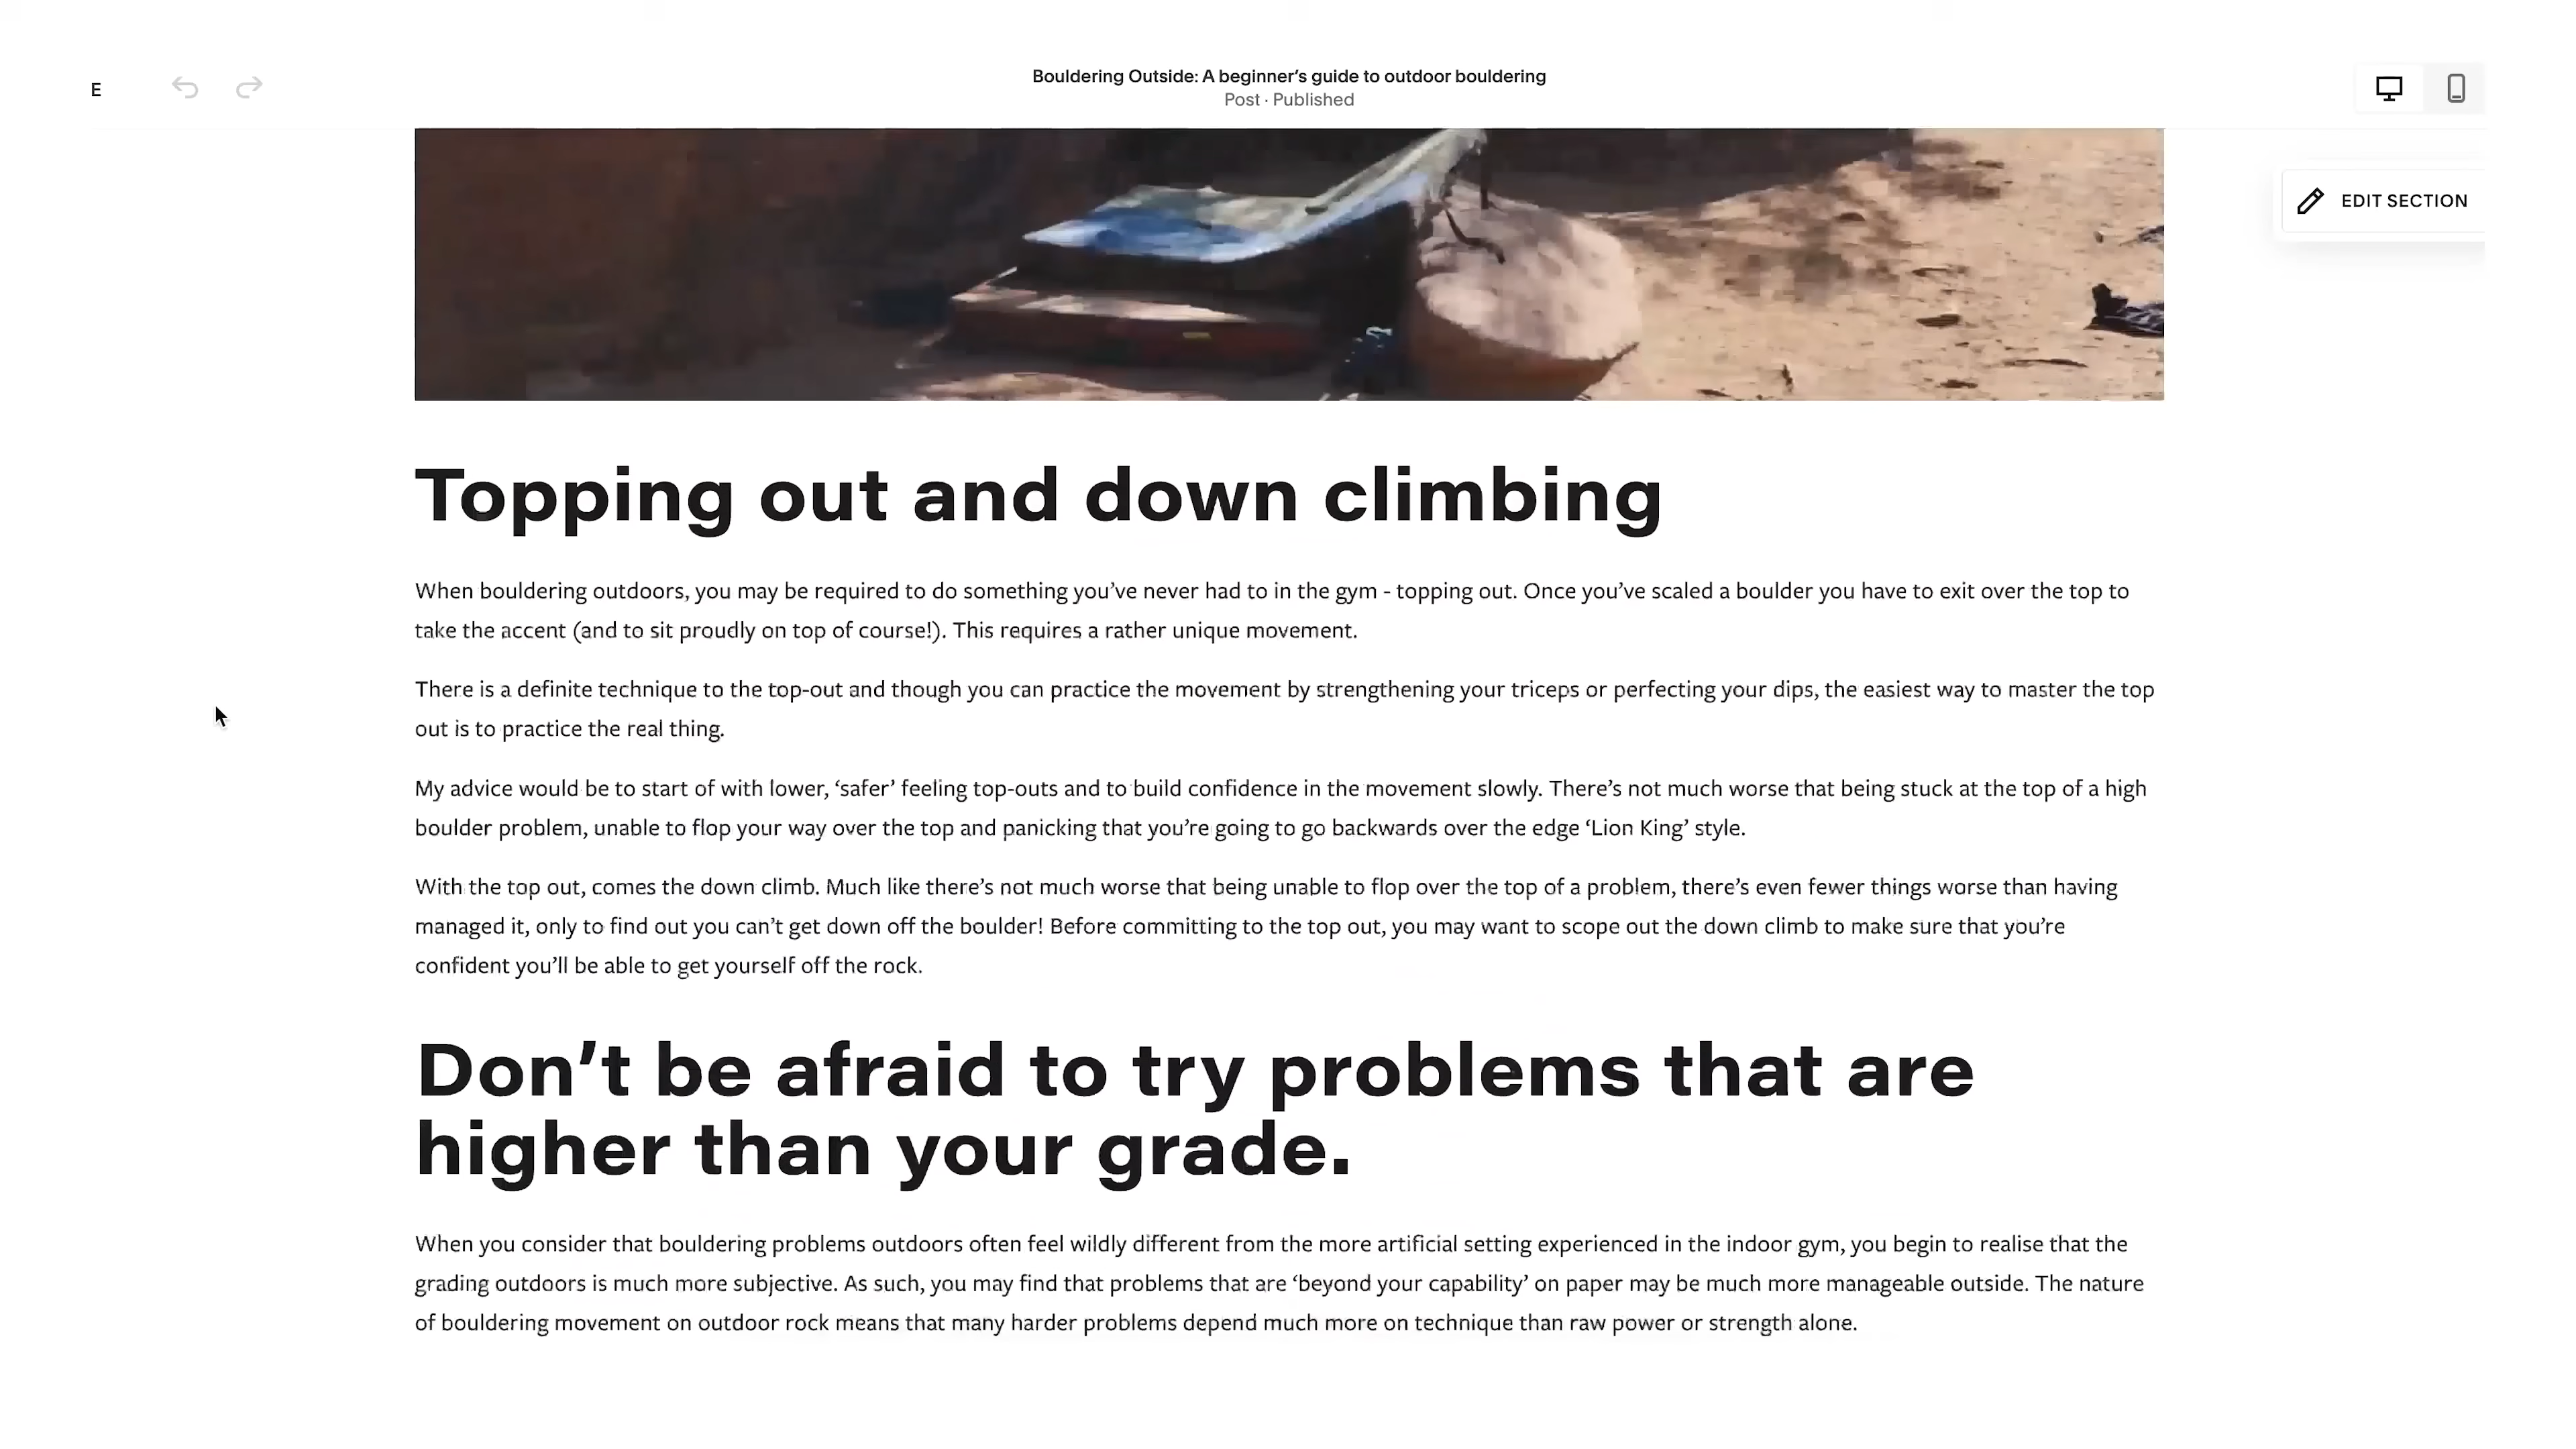 E
Bouldering Outside: A beginner’s guide to outdoor bouldering
Post · Published
EDIT SECTION
Topping out and down climbing
When bouldering outdoors, you may be required to do something you’ve never had to in the gym - topping out. Once you’ve scaled a boulder you have to exit over the top to
take the accent (and to sit proudly on top of course!). This requires a rather unique movement.
There is a definite technique to the top-out and though you can practice the movement by strengthening your triceps or perfecting your dips, the easiest way to master the top
out is to practice the real thing.
My advice would be to start of with lower, ‘safer’ feeling top-outs and to build confidence in the movement slowly. There’s not much worse that being stuck at the top of a high
boulder problem, unable to flop your way over the top and panicking that you’re going to go backwards over the edge ‘Lion King’ style.
With the top out, comes the down climb. Much like there’s not much worse that being unable to flop over the top of a problem, there’s even fewer things worse than having
managed it, only to find out you can’t get down off the boulder! Before committing to the top out, you may want to scope out the down climb to make sure that you’re
confident you’ll be able to get yourself off the rock.
Don’t be afraid to try problems that are
higher than your grade.
When you consider that bouldering problems outdoors often feel wildly different from the more artificial setting experienced in the indoor gym, you begin to realise that the
grading outdoors is much more subjective. As such, you may find that problems that are ‘beyond your capability’ on paper may be much more manageable outside. The nature
of bouldering movement on outdoor rock means that many harder problems depend much more on technique than raw power or strength alone.